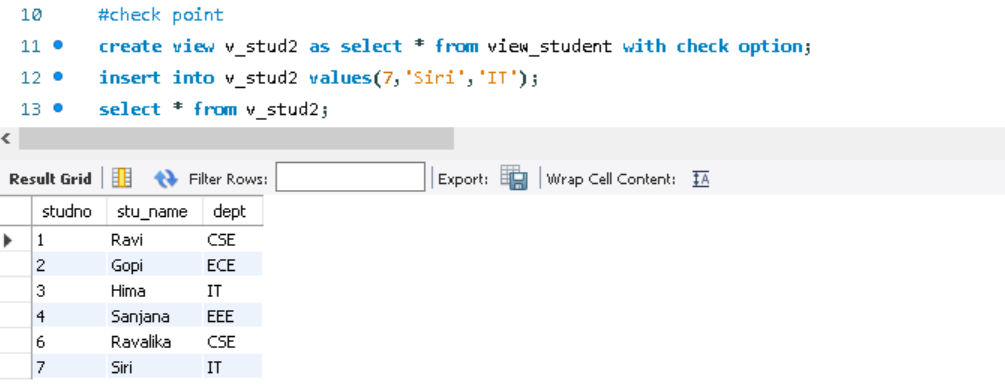 10 #check point
11 create view v_stud2 as select * from view_student with check option;
12 insert into v_stud2 values(7,'Siri','IT');
13 select * from v_stud2;
Result Grid Filter Rows: Export: Wrap Cell Content: IA
studno stu_name dept
1 Ravi CSE
2 Gopi ECE
3 Hima IT
4 Sanjana EEE
6 Ravalika CSE
7 Siri IT